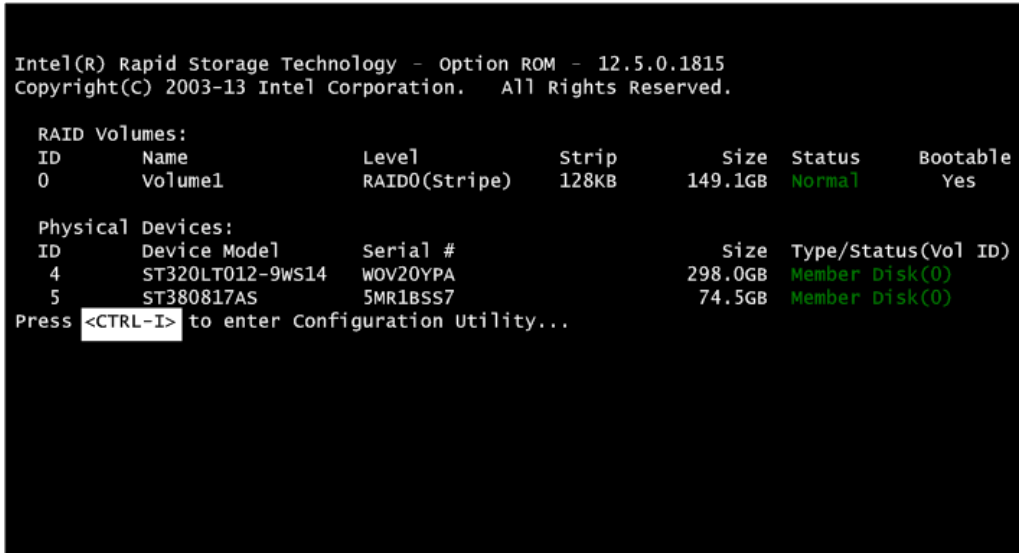 Intel(R) Rapid Storage Technology - Option ROM - 12.5.0.1815
Copyright(C) 2003-13 Intel Corporation. All Rights Reserved.
RAID Volumes:
ID Name Level Strip Size Status Bootable
0 Volume1 RAID0(Stripe) 128KB 149.1GB Normal Yes
Physical Devices:
ID Device Model Serial # Size Type/Status(Vol ID)
4 ST320LT012-9WS14 W0V20YPA 298.0GB Member Disk(0)
5 ST380817AS 5MR1BSS7 74.5GB Member Disk(0)
Press <CTRL-I> to enter Configuration Utility...